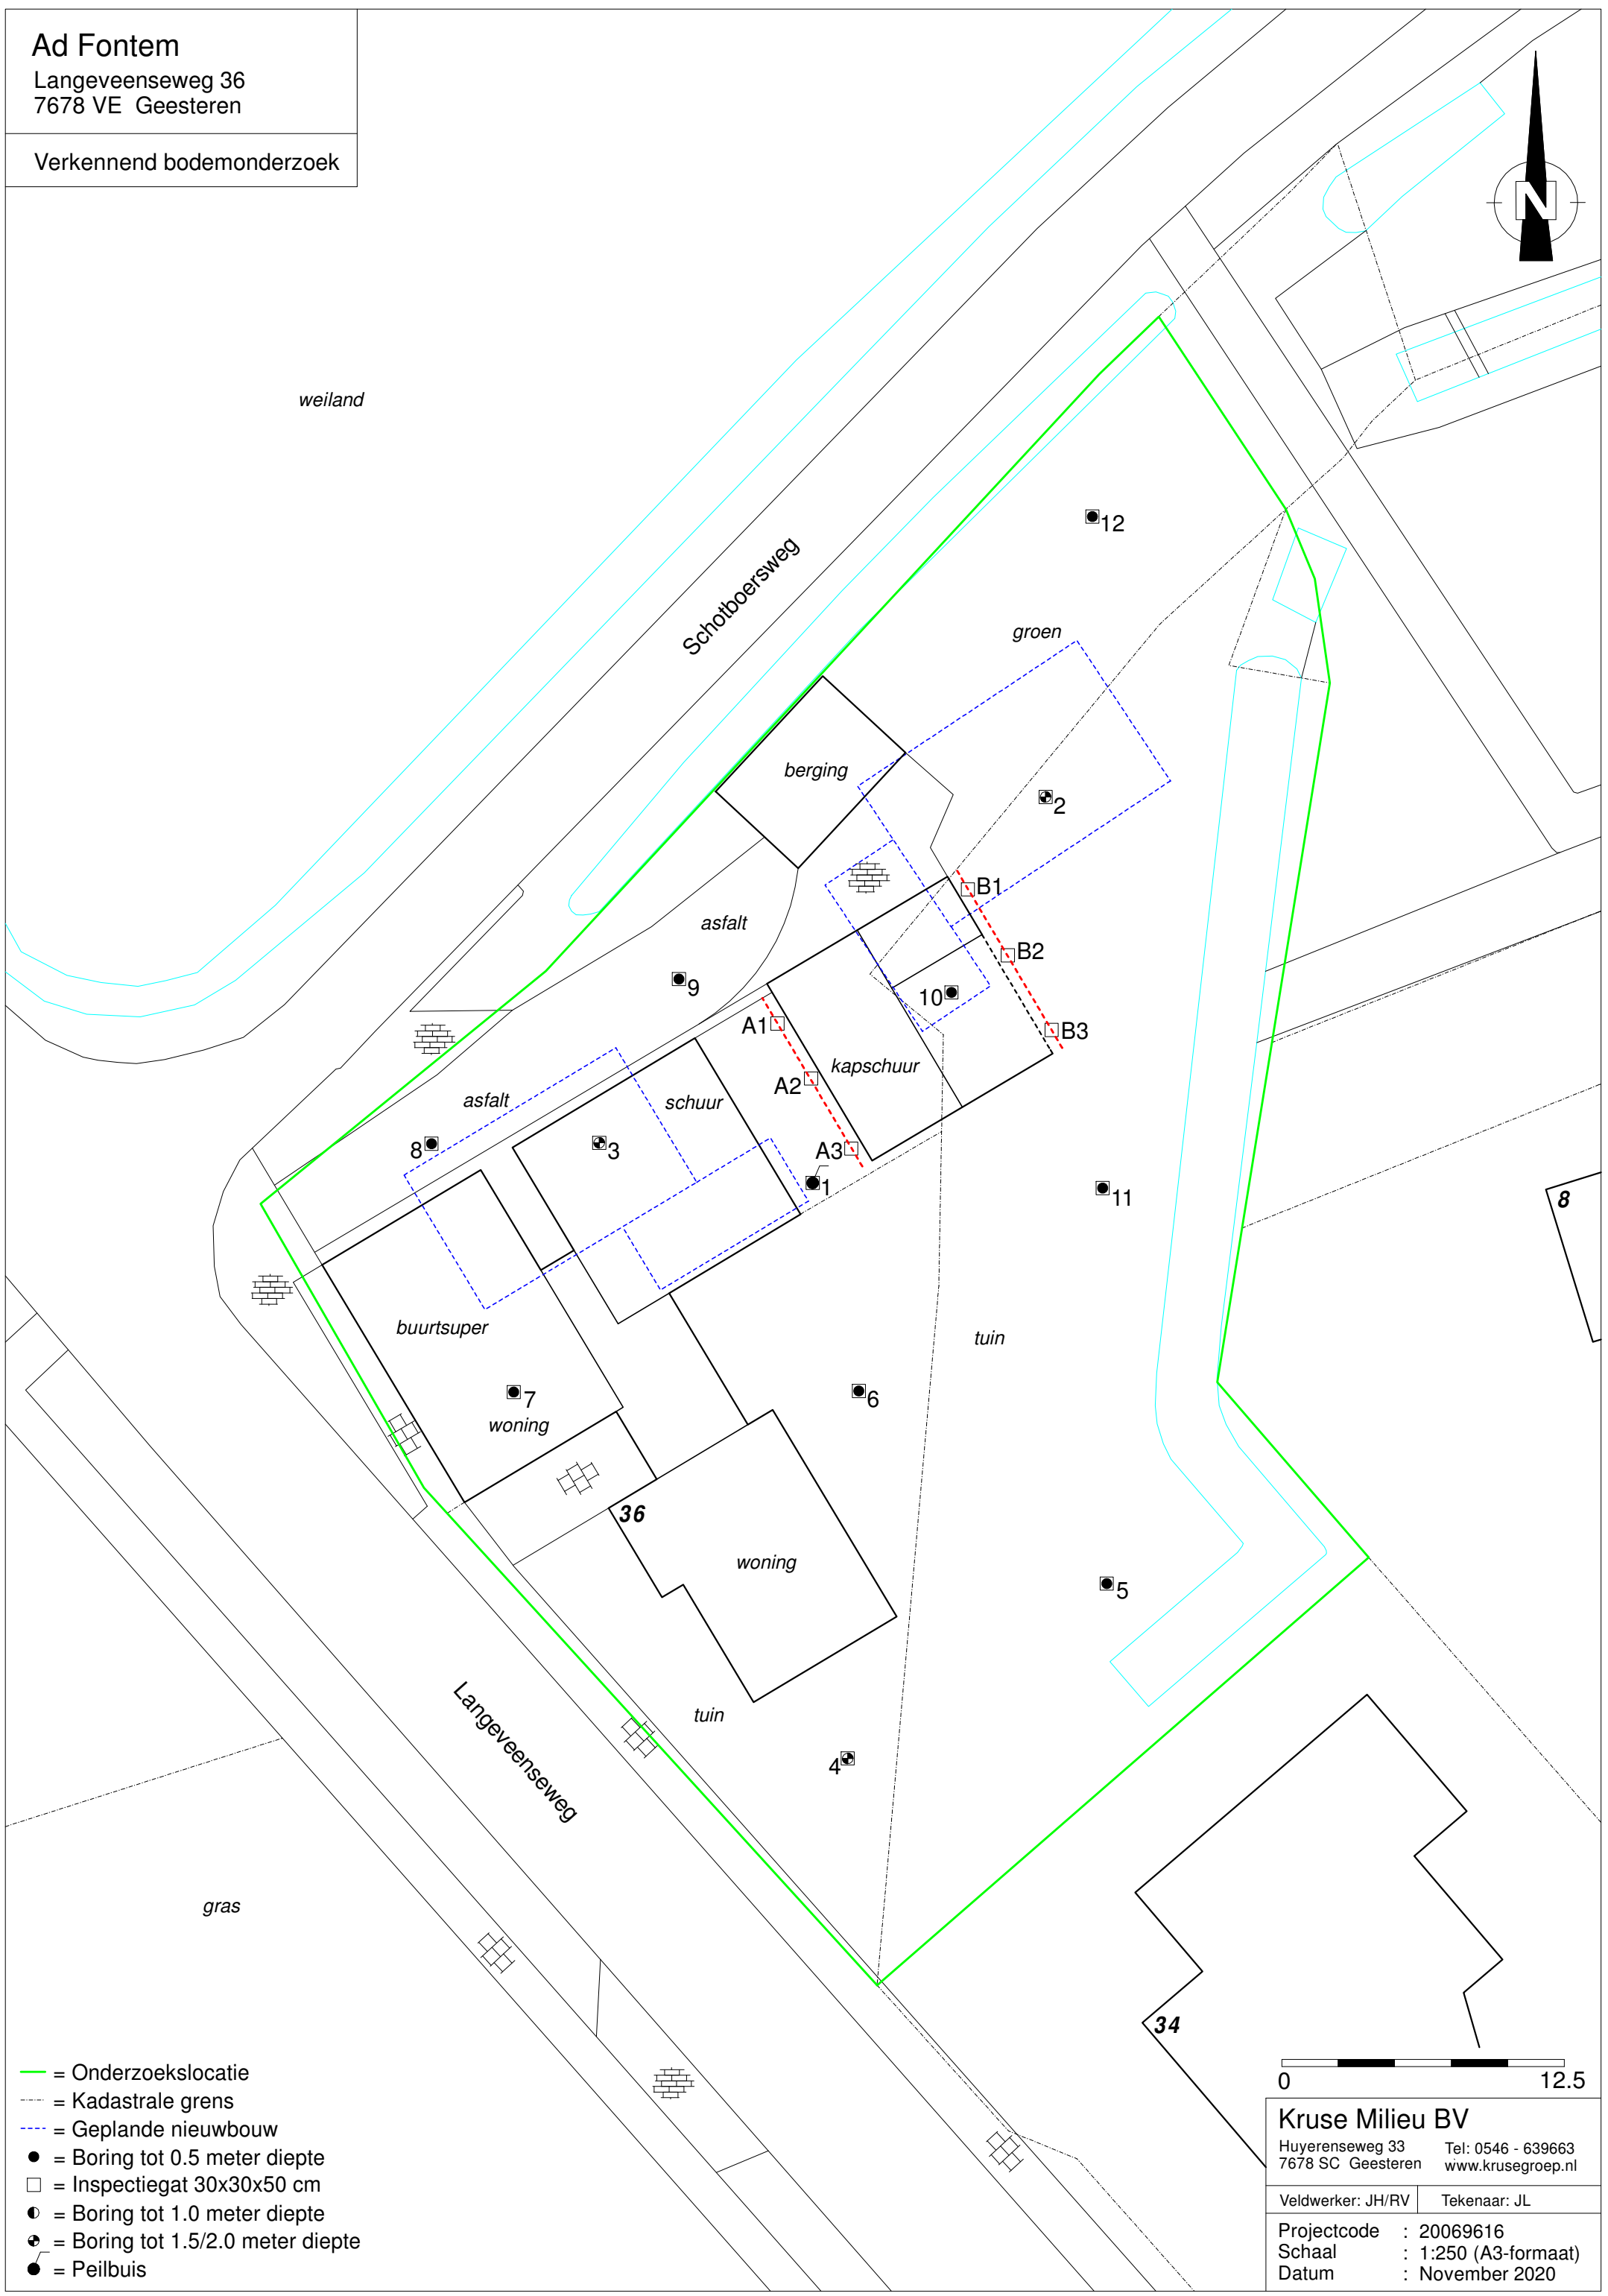 Ad Fontem
Langeveenseweg 36
7678 VE Geesteren
Verkennend bodemonderzoek
N
weiland
12
Schotboersweg
groen
berging
2
B1
asfalt
B2
9
10
A1
B3
kapschuur
A2
asfalt
schuur
8
3
A3
1
11
8
buurtsuper
tuin
7
6
woning
36
woning
5
Langeveenseweg
tuin
4
gras
34
= Onderzoekslocatie
= Kadastrale grens
= Geplande nieuwbouw
= Boring tot 0.5 meter diepte
= Inspectiegat 30x30x50 cm
= Boring tot 1.0 meter diepte
= Boring tot 1.5/2.0 meter diepte
= Peilbuis
0 12.5
Kruse Milieu BV
Huyerenseweg 33 Tel: 0546 - 639663
7678 SC Geesteren www.krusegroep.nl
Veldwerker: JH/RV Tekenaar: JL
Projectcode : 20069616
Schaal : 1:250 (A3-formaat)
Datum : November 2020